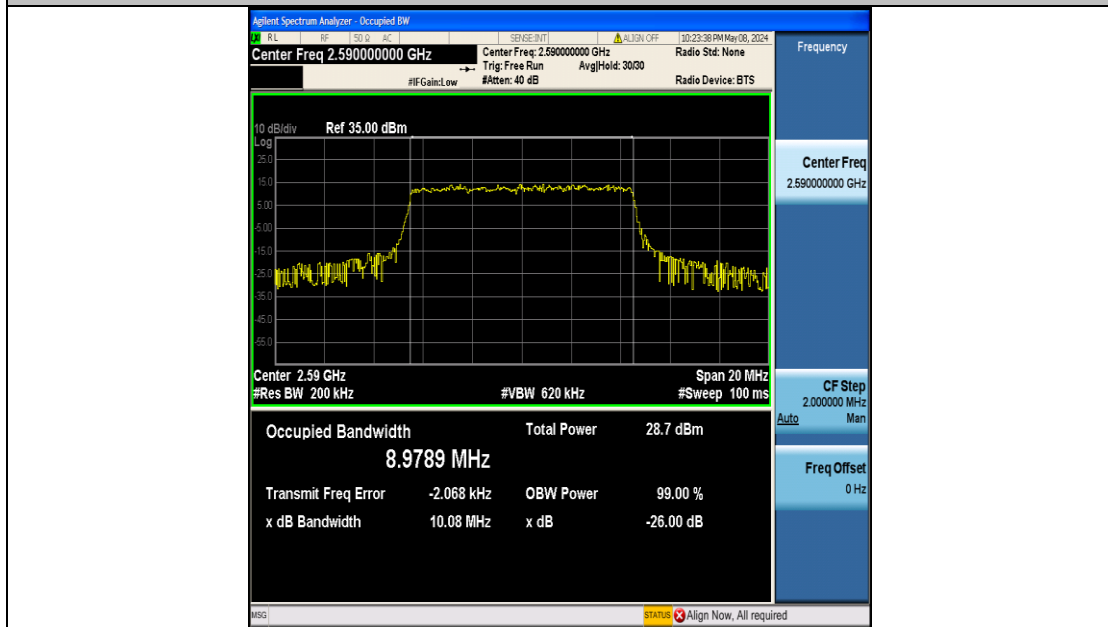 Agilent Spectrum Analyzer - Occupied BW
LXI RL RF 50 Ω AC SENSE:INT ALIGN OFF 10:23:38 PM May 08, 2024
Center Freq 2.590000000 GHz Center Freq: 2.590000000 GHz Radio Std: None
Trig: Free Run Avg|Hold: 30/30
#IFGain:Low #Atten: 40 dB Radio Device: BTS
10 dB/div Ref 35.00 dBm
Log
25.0
15.0
5.00
-5.00
-15.0
-25.0
-35.0
-45.0
-55.0
Center 2.59 GHz Span 20 MHz
#Res BW 200 kHz #VBW 620 kHz #Sweep 100 ms
Occupied Bandwidth Total Power 28.7 dBm
8.9789 MHz
Transmit Freq Error -2.068 kHz OBW Power 99.00 %
x dB Bandwidth 10.08 MHz x dB -26.00 dB
MSG STATUS Align Now, All required
Frequency
Center Freq
2.590000000 GHz
CF Step
2.000000 MHz
Auto Man
Freq Offset
0 Hz